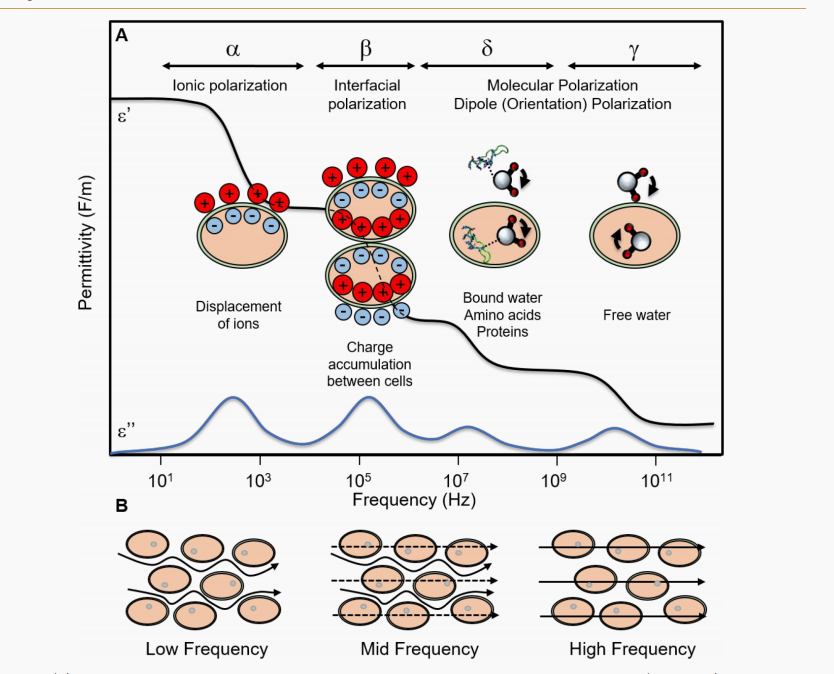 A
α β δ γ
Ionic polarization
Interfacial
polarization
Molecular Polarization
Dipole (Orientation) Polarization
ε’
Permittivity (F/m)
+ + + +
- - - -
+ + + +
- - - -
+ + + +
- - - -
+ + + +
- - - -
Displacement
of ions
Charge
accumulation
between cells
Bound water
Amino acids
Proteins
Free water
ε’’
10¹ 10³ 10⁵ 10⁷ 10⁹ 10¹¹
Frequency (Hz)
B
Low Frequency
Mid Frequency
High Frequency